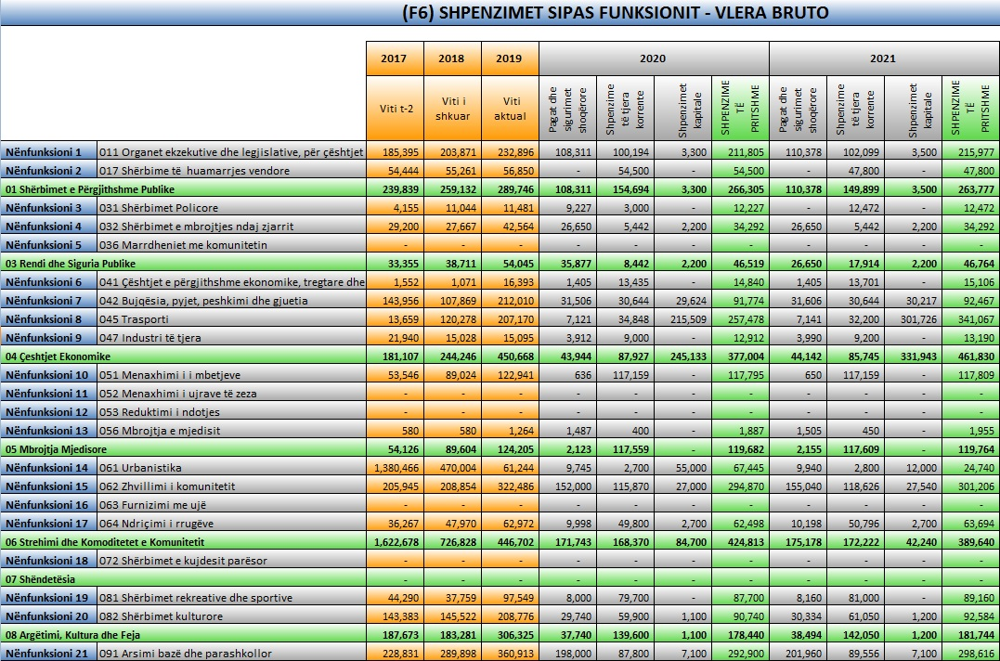 (F6) SHPENZIMET SIPAS FUNKSIONIT - VLERA BRUTO
2017 2018 2019 2020 2021
Viti t-2 Viti i shkuar Viti aktual Pagat dhe sigurimet shoqërore Shpenzime të tjera korrente Shpenzimet kapitale SHPENZIME TË PRITSHME Pagat dhe sigurimet shoqërore Shpenzime të tjera korrente Shpenzimet kapitale SHPENZIME TË PRITSHME
Nënfunksioni 1 011 Organet ekzekutive dhe legjislative, për çështjet 185,395 203,871 232,896 108,311 100,194 3,300 211,805 110,378 102,099 3,500 215,977
Nënfunksioni 2 017 Shërbime të huamarrjes vendore 54,444 55,261 56,850 - 54,500 - 54,500 - 47,800 - 47,800
01 Shërbimet e Përgjithshme Publike 239,839 259,132 289,746 108,311 154,694 3,300 266,305 110,378 149,899 3,500 263,777
Nënfunksioni 3 031 Shërbimet Policore 4,155 11,044 11,481 9,227 3,000 - 12,227 - 12,472 - 12,472
Nënfunksioni 4 032 Shërbimet e mbrojtjes ndaj zjarrit 29,200 27,667 42,564 26,650 5,442 2,200 34,292 26,650 5,442 2,200 34,292
Nënfunksioni 5 036 Marrdheniet me komunitetin - - - - - - - - - - -
03 Rendi dhe Siguria Publike 33,355 38,711 54,045 35,877 8,442 2,200 46,519 26,650 17,914 2,200 46,764
Nënfunksioni 6 041 Çështjet e përgjithshme ekonomike, tregtare dhe 1,552 1,071 16,393 1,405 13,435 - 14,840 1,405 13,701 - 15,106
Nënfunksioni 7 042 Bujqësia, pyjet, peshkimi dhe gjuetia 143,956 107,869 212,010 31,506 30,644 29,624 91,774 31,606 30,644 30,217 92,467
Nënfunksioni 8 045 Trasporti 13,659 120,278 207,170 7,121 34,848 215,509 257,478 7,141 32,200 301,726 341,067
Nënfunksioni 9 047 Industri të tjera 21,940 15,028 15,095 3,912 9,000 - 12,912 3,990 9,200 - 13,190
04 Çeshtjet Ekonomike 181,107 244,246 450,668 43,944 87,927 245,133 377,004 44,142 85,745 331,943 461,830
Nënfunksioni 10 051 Menaxhimi i i mbetjeve 53,546 89,024 122,941 636 117,159 - 117,795 650 117,159 - 117,809
Nënfunksioni 11 052 Menaxhimi i ujrave të zeza - - - - - - - - - - -
Nënfunksioni 12 053 Reduktimi i ndotjes - - - - - - - - - - -
Nënfunksioni 13 056 Mbrojtja e mjedisit 580 580 1,264 1,487 400 - 1,887 1,505 450 - 1,955
05 Mbrojtja Mjedisore 54,126 89,604 124,205 2,123 117,559 - 119,682 2,155 117,609 - 119,764
Nënfunksioni 14 061 Urbanistika 1,380,466 470,004 61,244 9,745 2,700 55,000 67,445 9,940 2,800 12,000 24,740
Nënfunksioni 15 062 Zhvillimi i komunitetit 205,945 208,854 322,486 152,000 115,870 27,000 294,870 155,040 118,626 27,540 301,206
Nënfunksioni 16 063 Furnizimi me ujë - - - - - - - - - - -
Nënfunksioni 17 064 Ndriçimi i rrugëve 36,267 47,970 62,972 9,998 49,800 2,700 62,498 10,198 50,796 2,700 63,694
06 Strehimi dhe Komoditetet e Komunitetit 1,622,678 726,828 446,702 171,743 168,370 84,700 424,813 175,178 172,222 42,240 389,640
Nënfunksioni 18 072 Shërbimet e kujdesit parësor - - - - - - - - - - -
07 Shëndetësia - - - - - - - - - - -
Nënfunksioni 19 081 Shërbimet rekreative dhe sportive 44,290 37,759 97,549 8,000 79,700 - 87,700 8,160 81,000 - 89,160
Nënfunksioni 20 082 Shërbimet kulturore 143,383 145,522 208,776 29,740 59,900 1,100 90,740 30,334 61,050 1,200 92,584
08 Argëtimi, Kultura dhe Feja 187,673 183,281 306,325 37,740 139,600 1,100 178,440 38,494 142,050 1,200 181,744
Nënfunksioni 21 091 Arsimi bazë dhe parashkollor 228,831 289,898 360,913 198,000 87,800 7,100 292,900 201,960 89,556 7,100 298,616